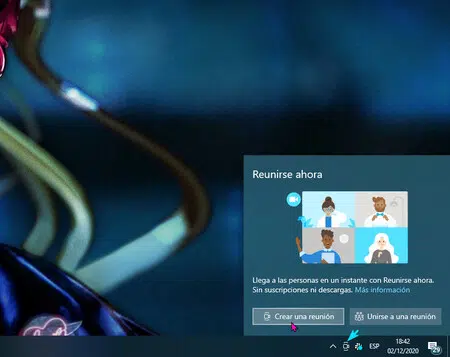 Reunirse ahora
Llega a las personas en un instante con Reunirse ahora.
Sin suscripciones ni descargas. Más información
Crear una reunión
Unirse a una reunión
ESP
18:42
02/12/2020
29